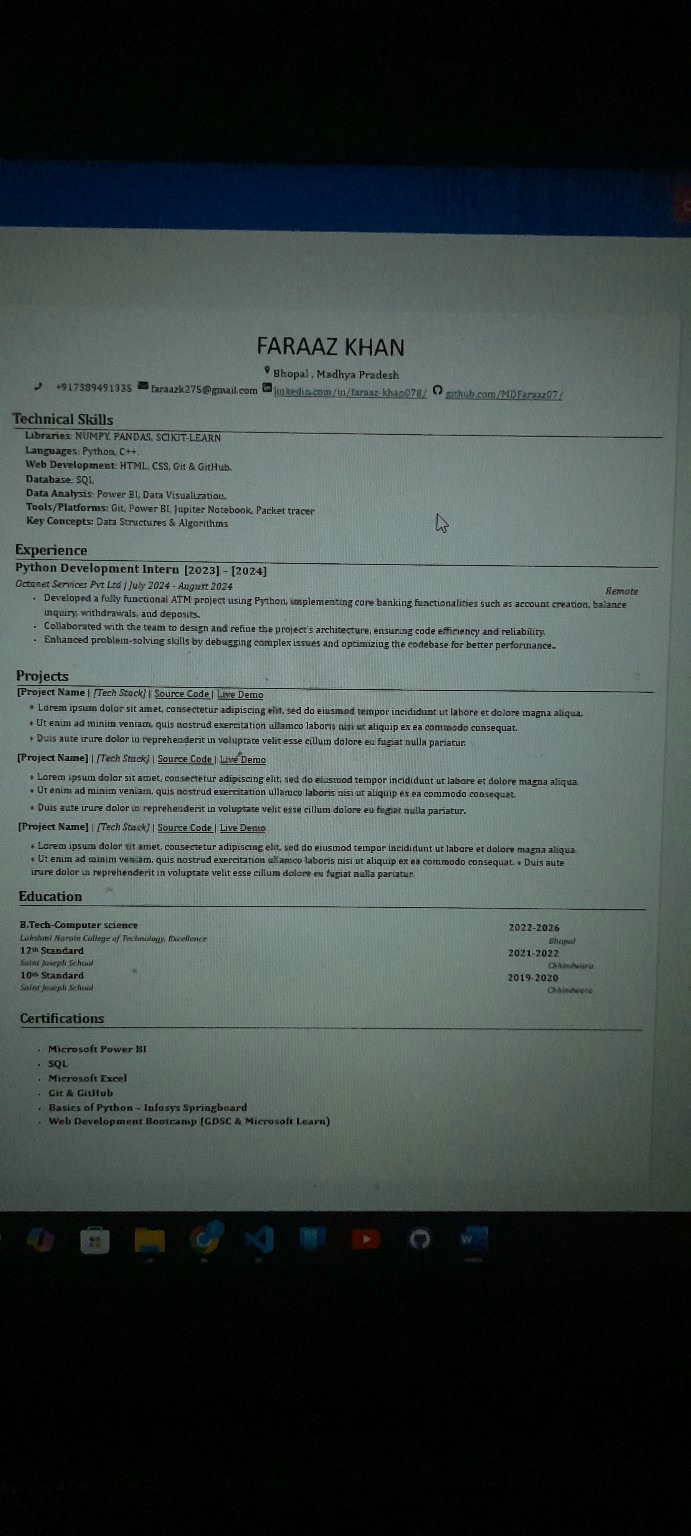 FARAAZ KHAN
Bhopal , Madhya Pradesh
+917389491335 faraazk275@gmail.com linkedin.com/in/faraaz-khan078/ github.com/MDFaraaz07/
Technical Skills
Libraries: NUMPY, PANDAS, SCIKIT-LEARN
Languages: Python, C++.
Web Development: HTML, CSS, Git & GitHub.
Database: SQL
Data Analysis: Power BI, Data Visualization.
Tools/Platforms: Git, Power BI, Jupiter Notebook, Packet tracer
Key Concepts: Data Structures & Algorithms
Experience
Python Development Intern [2023] – [2024]
Octanet Services Pvt Ltd | July 2024 - August 2024 Remote
· Developed a fully functional ATM project using Python, implementing core banking functionalities such as account creation, balance
inquiry, withdrawals, and deposits.
· Collaborated with the team to design and refine the project's architecture, ensuring code efficiency and reliability.
· Enhanced problem-solving skills by debugging complex issues and optimizing the codebase for better performance.
Projects
[Project Name | [Tech Stack] | Source Code | Live Demo
• Lorem ipsum dolor sit amet, consectetur adipiscing elit, sed do eiusmod tempor incididunt ut labore et dolore magna aliqua.
• Ut enim ad minim veniam, quis nostrud exercitation ullamco laboris nisi ut aliquip ex ea commodo consequat.
• Duis aute irure dolor in reprehenderit in voluptate velit esse cillum dolore eu fugiat nulla pariatur.
[Project Name] | [Tech Stack] | Source Code | Live Demo
• Lorem ipsum dolor sit amet, consectetur adipiscing elit, sed do eiusmod tempor incididunt ut labore et dolore magna aliqua.
• Ut enim ad minim veniam, quis nostrud exercitation ullamco laboris nisi ut aliquip ex ea commodo consequat.
• Duis aute irure dolor in reprehenderit in voluptate velit esse cillum dolore eu fugiat nulla pariatur.
[Project Name] | [Tech Stack] | Source Code | Live Demo
• Lorem ipsum dolor sit amet, consectetur adipiscing elit, sed do eiusmod tempor incididunt ut labore et dolore magna aliqua.
• Ut enim ad minim veniam, quis nostrud exercitation ullamco laboris nisi ut aliquip ex ea commodo consequat. • Duis aute
irure dolor in reprehenderit in voluptate velit esse cillum dolore eu fugiat nulla pariatur.
Education
B.Tech-Computer science 2022-2026
Lakshmi Narain College of Technology, Excellence Bhopal
12th Standard 2021-2022
Saint Joseph School Chhindwara
10th Standard 2019-2020
Saint Joseph School Chhindwara
Certifications
· Microsoft Power BI
· SQL
· Microsoft Excel
· Git & GitHub
· Basics of Python – Infosys Springboard
· Web Development Bootcamp (GDSC & Microsoft Learn)